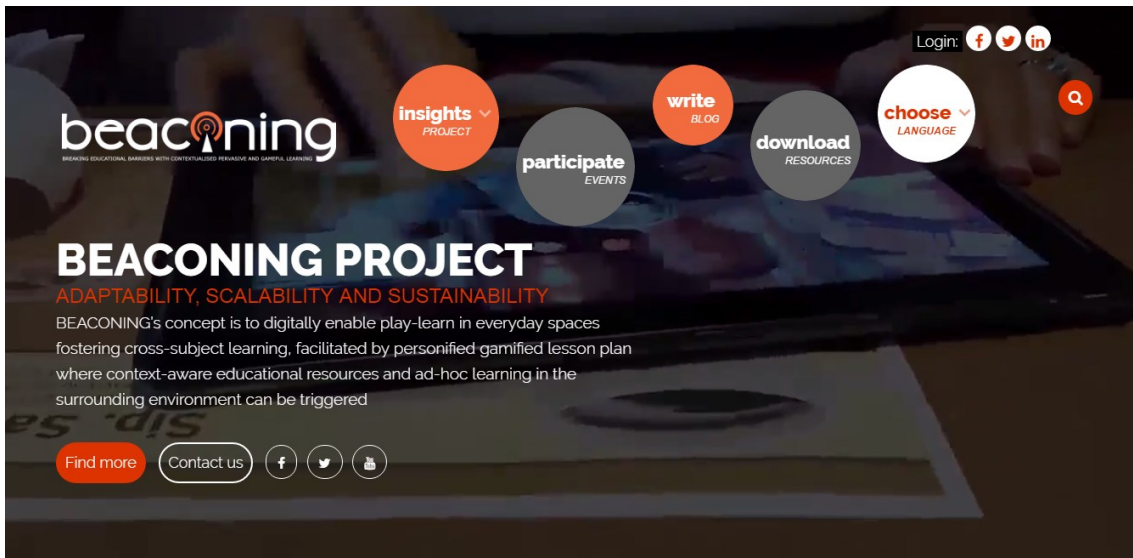 Login:
insights
PROJECT
participate
EVENTS
write
BLOG
download
RESOURCES
choose
LANGUAGE
beaconing
BREAKING EDUCATIONAL BARRIERS WITH CONTEXTUALISED PERVASIVE AND GAMEFUL LEARNING
BEACONING PROJECT
ADAPTABILITY, SCALABILITY AND SUSTAINABILITY
BEACONING's concept is to digitally enable play-learn in everyday spaces
fostering cross-subject learning, facilitated by personified gamified lesson plan
where context-aware educational resources and ad-hoc learning in the
surrounding environment can be triggered
Find more
Contact us